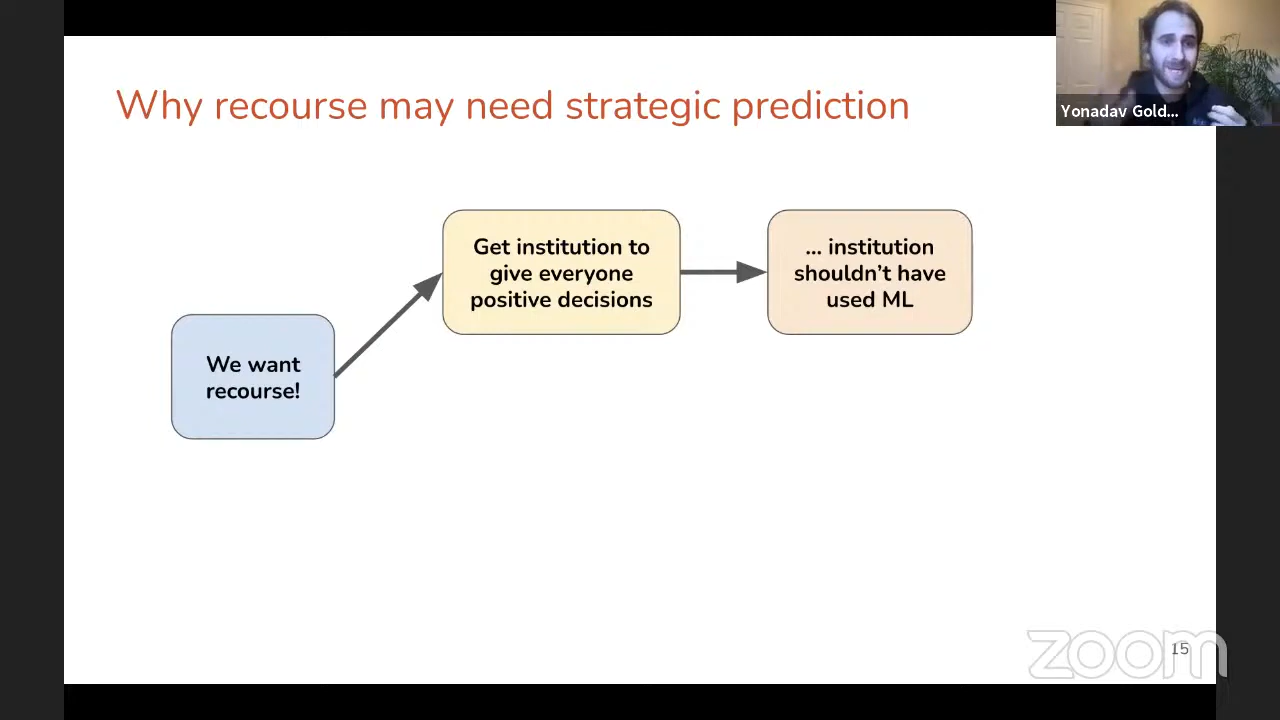 Why recourse may need strategic prediction
Yonadav Gold...
Get institution to
give everyone
positive decisions
... institution
shouldn't have
used ML
We want
recourse!
zoom
15